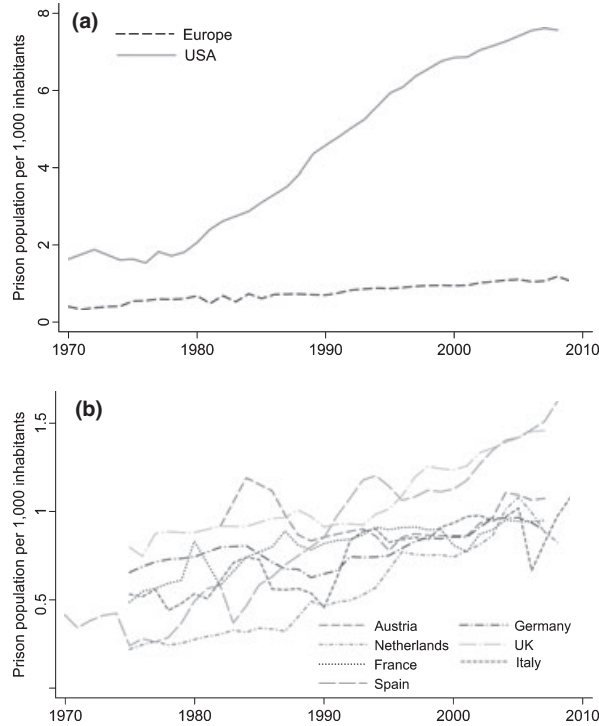 (a)
Europe
USA
Prison population per 1,000 inhabitants
8
6
4
2
0
1970 1980 1990 2000 2010
(b)
Prison population per 1,000 inhabitants
1.5
1
0.5
0
Austria Germany
Netherlands UK
France Italy
Spain
1970 1980 1990 2000 2010